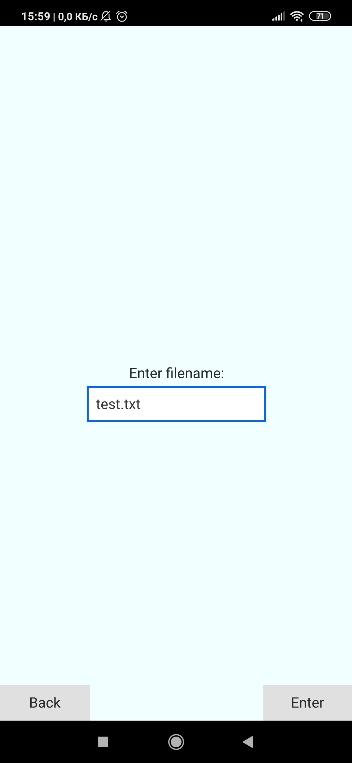 15:59 | 0,0 КБ/с
71
Enter filename:
test.txt
Back
Enter